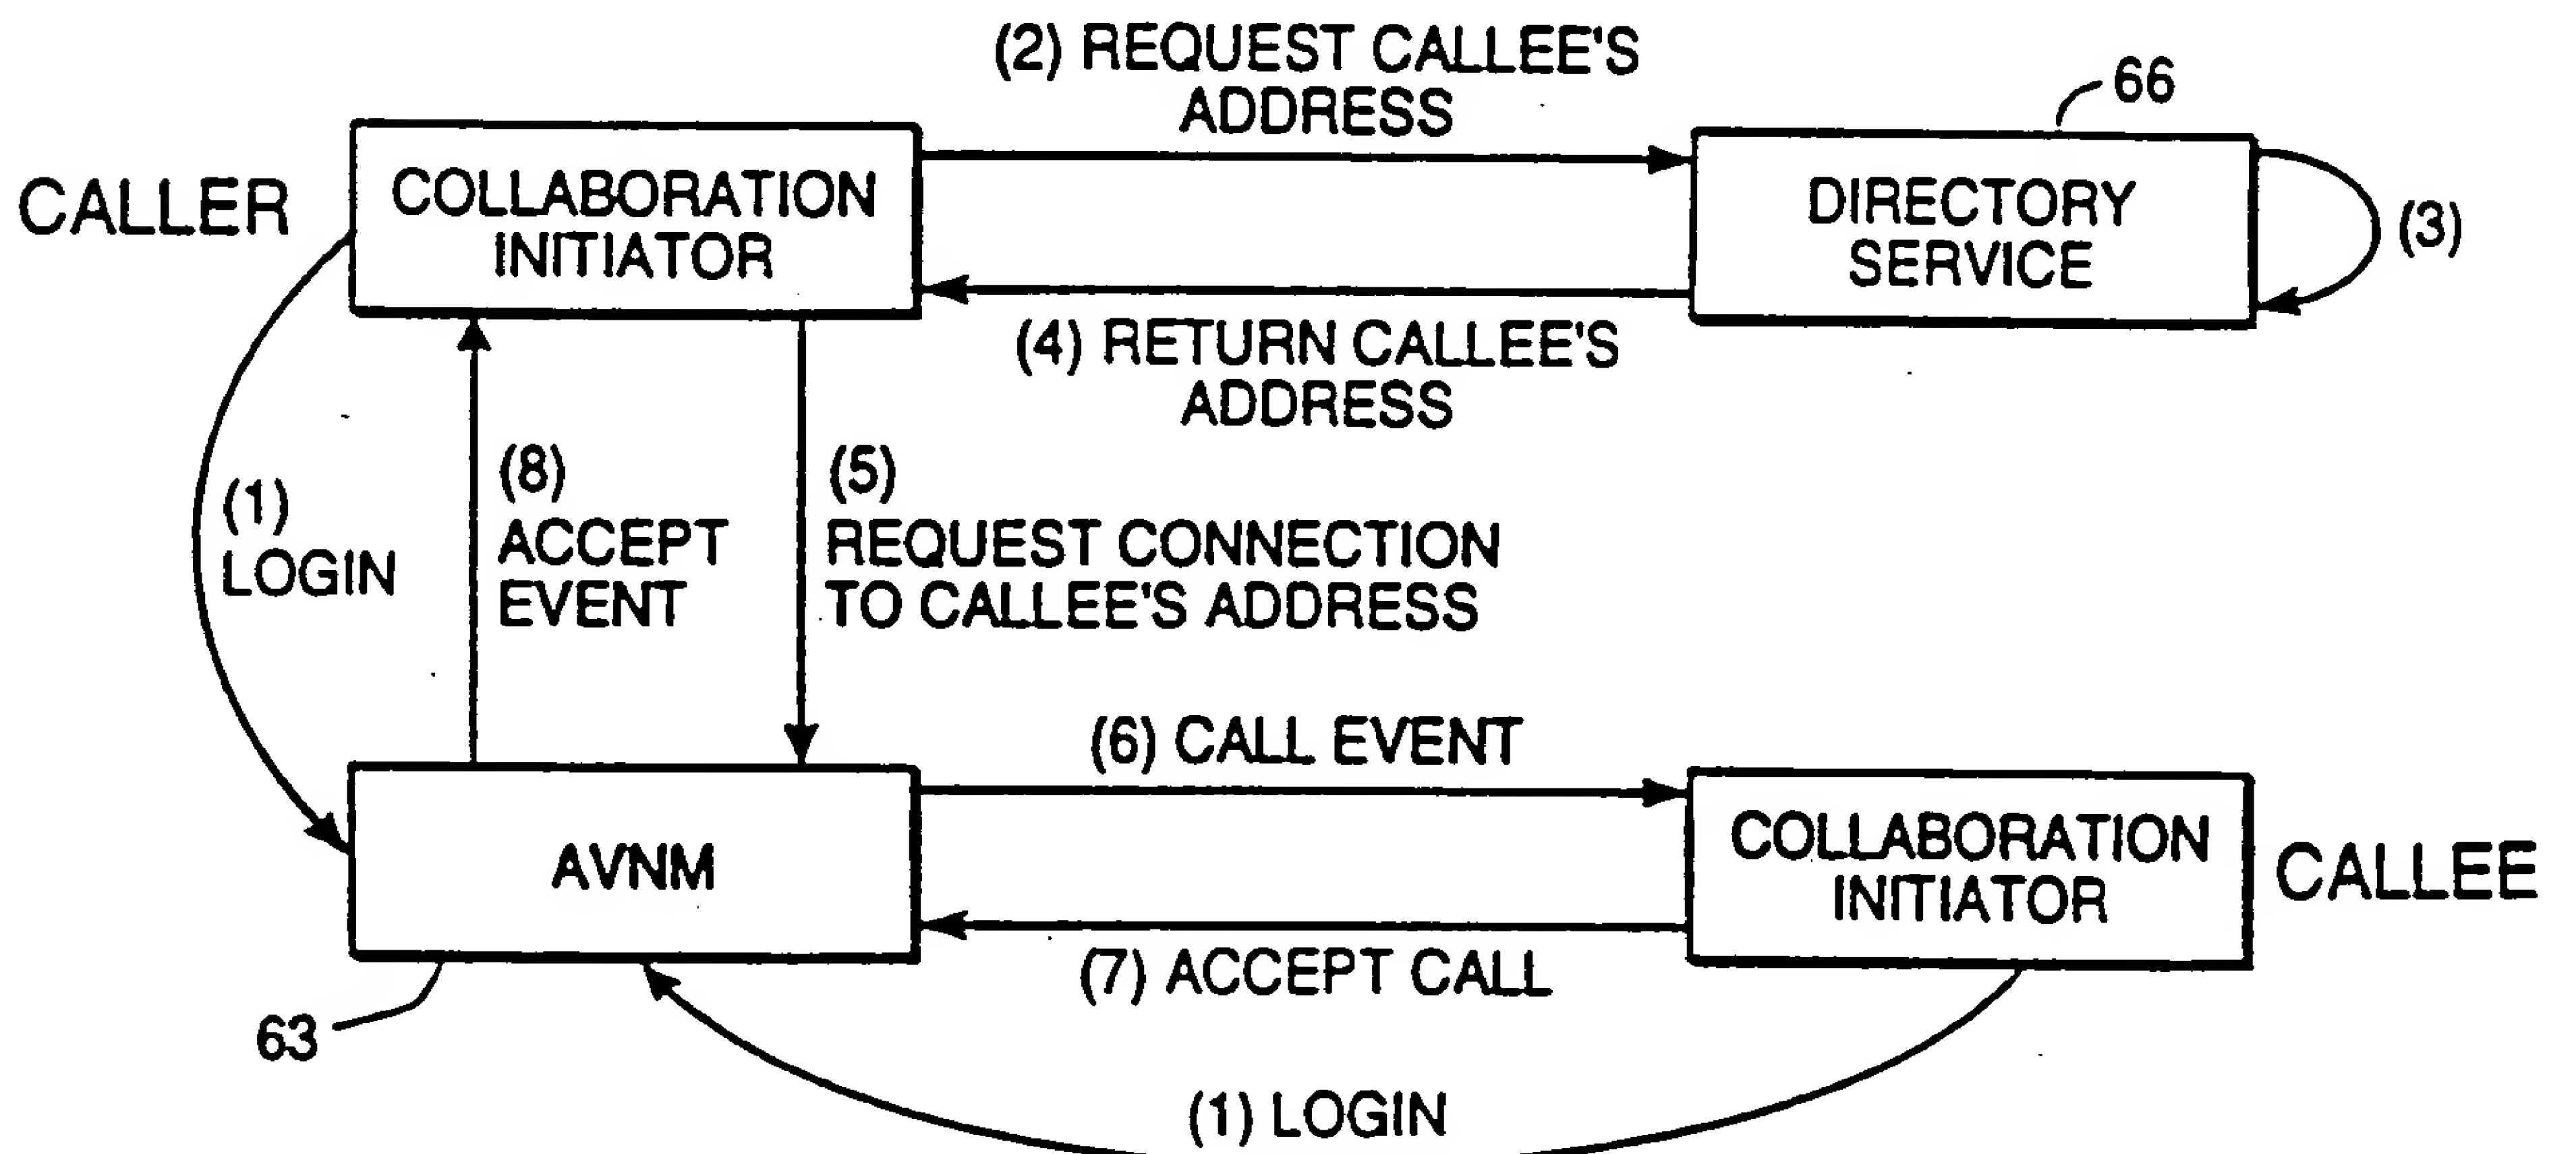 (2) REQUEST CALLEE'S
ADDRESS
66
CALLER
COLLABORATION
INITIATOR
DIRECTORY
SERVICE
(3)
(4) RETURN CALLEE'S
ADDRESS
(1)
LOGIN
(8)
ACCEPT
EVENT
(5)
REQUEST CONNECTION
TO CALLEE'S ADDRESS
(6) CALL EVENT
AVNM
COLLABORATION
INITIATOR
CALLEE
(7) ACCEPT CALL
63
(1) LOGIN